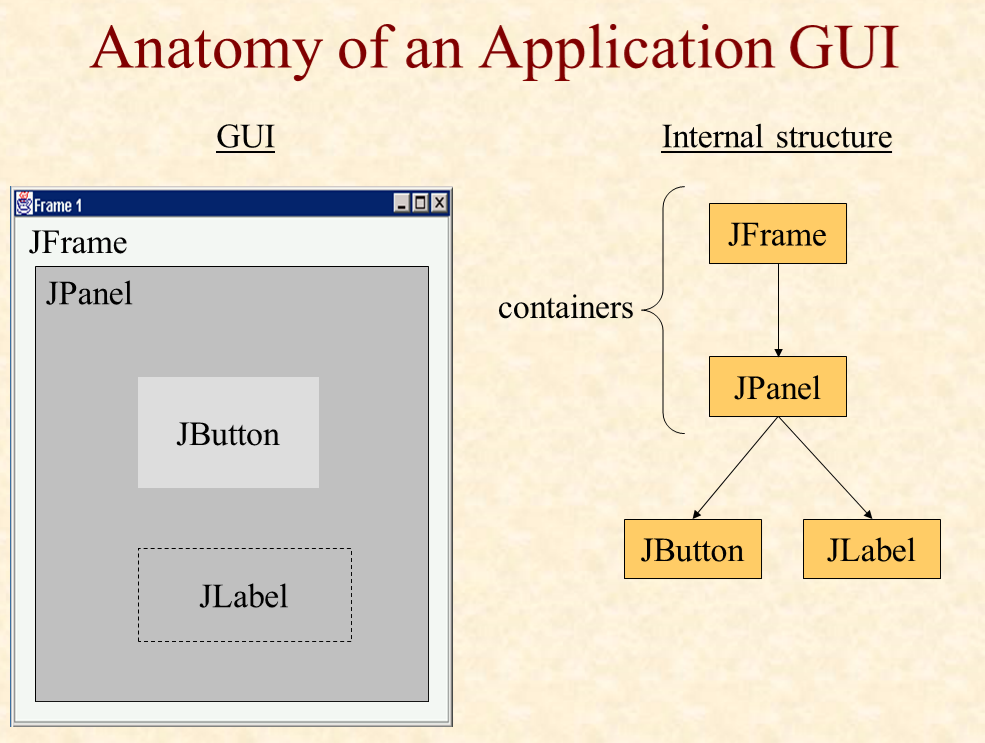 Anatomy of an Application GUI
GUI
Frame 1
JFrame
JPanel
JButton
JLabel
Internal structure
containers
JFrame
JPanel
JButton
JLabel